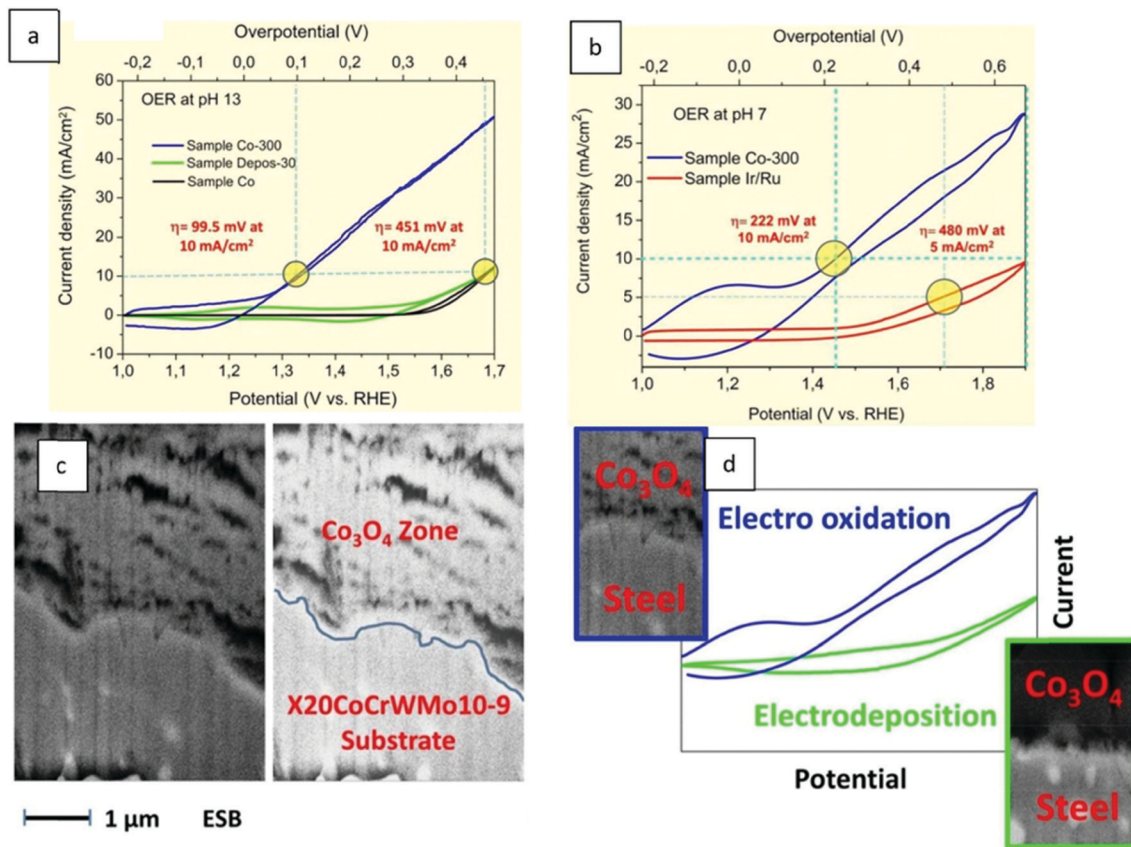 a
Overpotential (V)
-0,2 -0,1 0,0 0,1 0,2 0,3 0,4
60
50
40
30
20
10
0
-10
Current density (mA/cm²)
OER at pH 13
Sample Co-300
Sample Depos-30
Sample Co
η= 99.5 mV at
10 mA/cm²
η= 451 mV at
10 mA/cm²
1,0 1,1 1,2 1,3 1,4 1,5 1,6 1,7
Potential (V vs. RHE)
b
Overpotential (V)
-0,2 0,0 0,2 0,4 0,6
30
25
20
15
10
5
0
Current density (mA/cm²)
OER at pH 7
Sample Co-300
Sample Ir/Ru
η= 222 mV at
10 mA/cm²
η= 480 mV at
5 mA/cm²
1,0 1,2 1,4 1,6 1,8
Potential (V vs. RHE)
c
Co₃O₄ Zone
X20CoCrWMo10-9
Substrate
1 µm ESB
d
Co₃O₄
Steel
Electro oxidation
Electrodeposition
Current
Potential
Co₃O₄
Steel